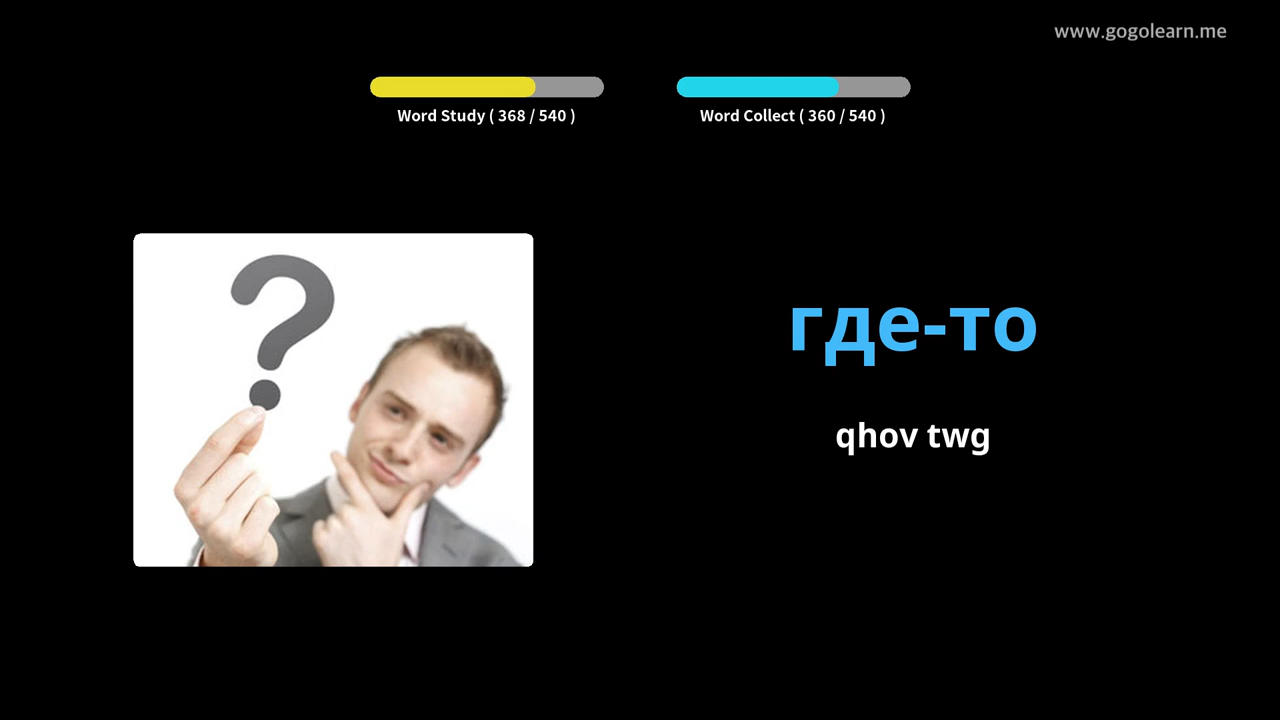 www.gogolearn.me
Word Study ( 368 / 540 )
Word Collect ( 360 / 540 )
?
где-то
qhov twg